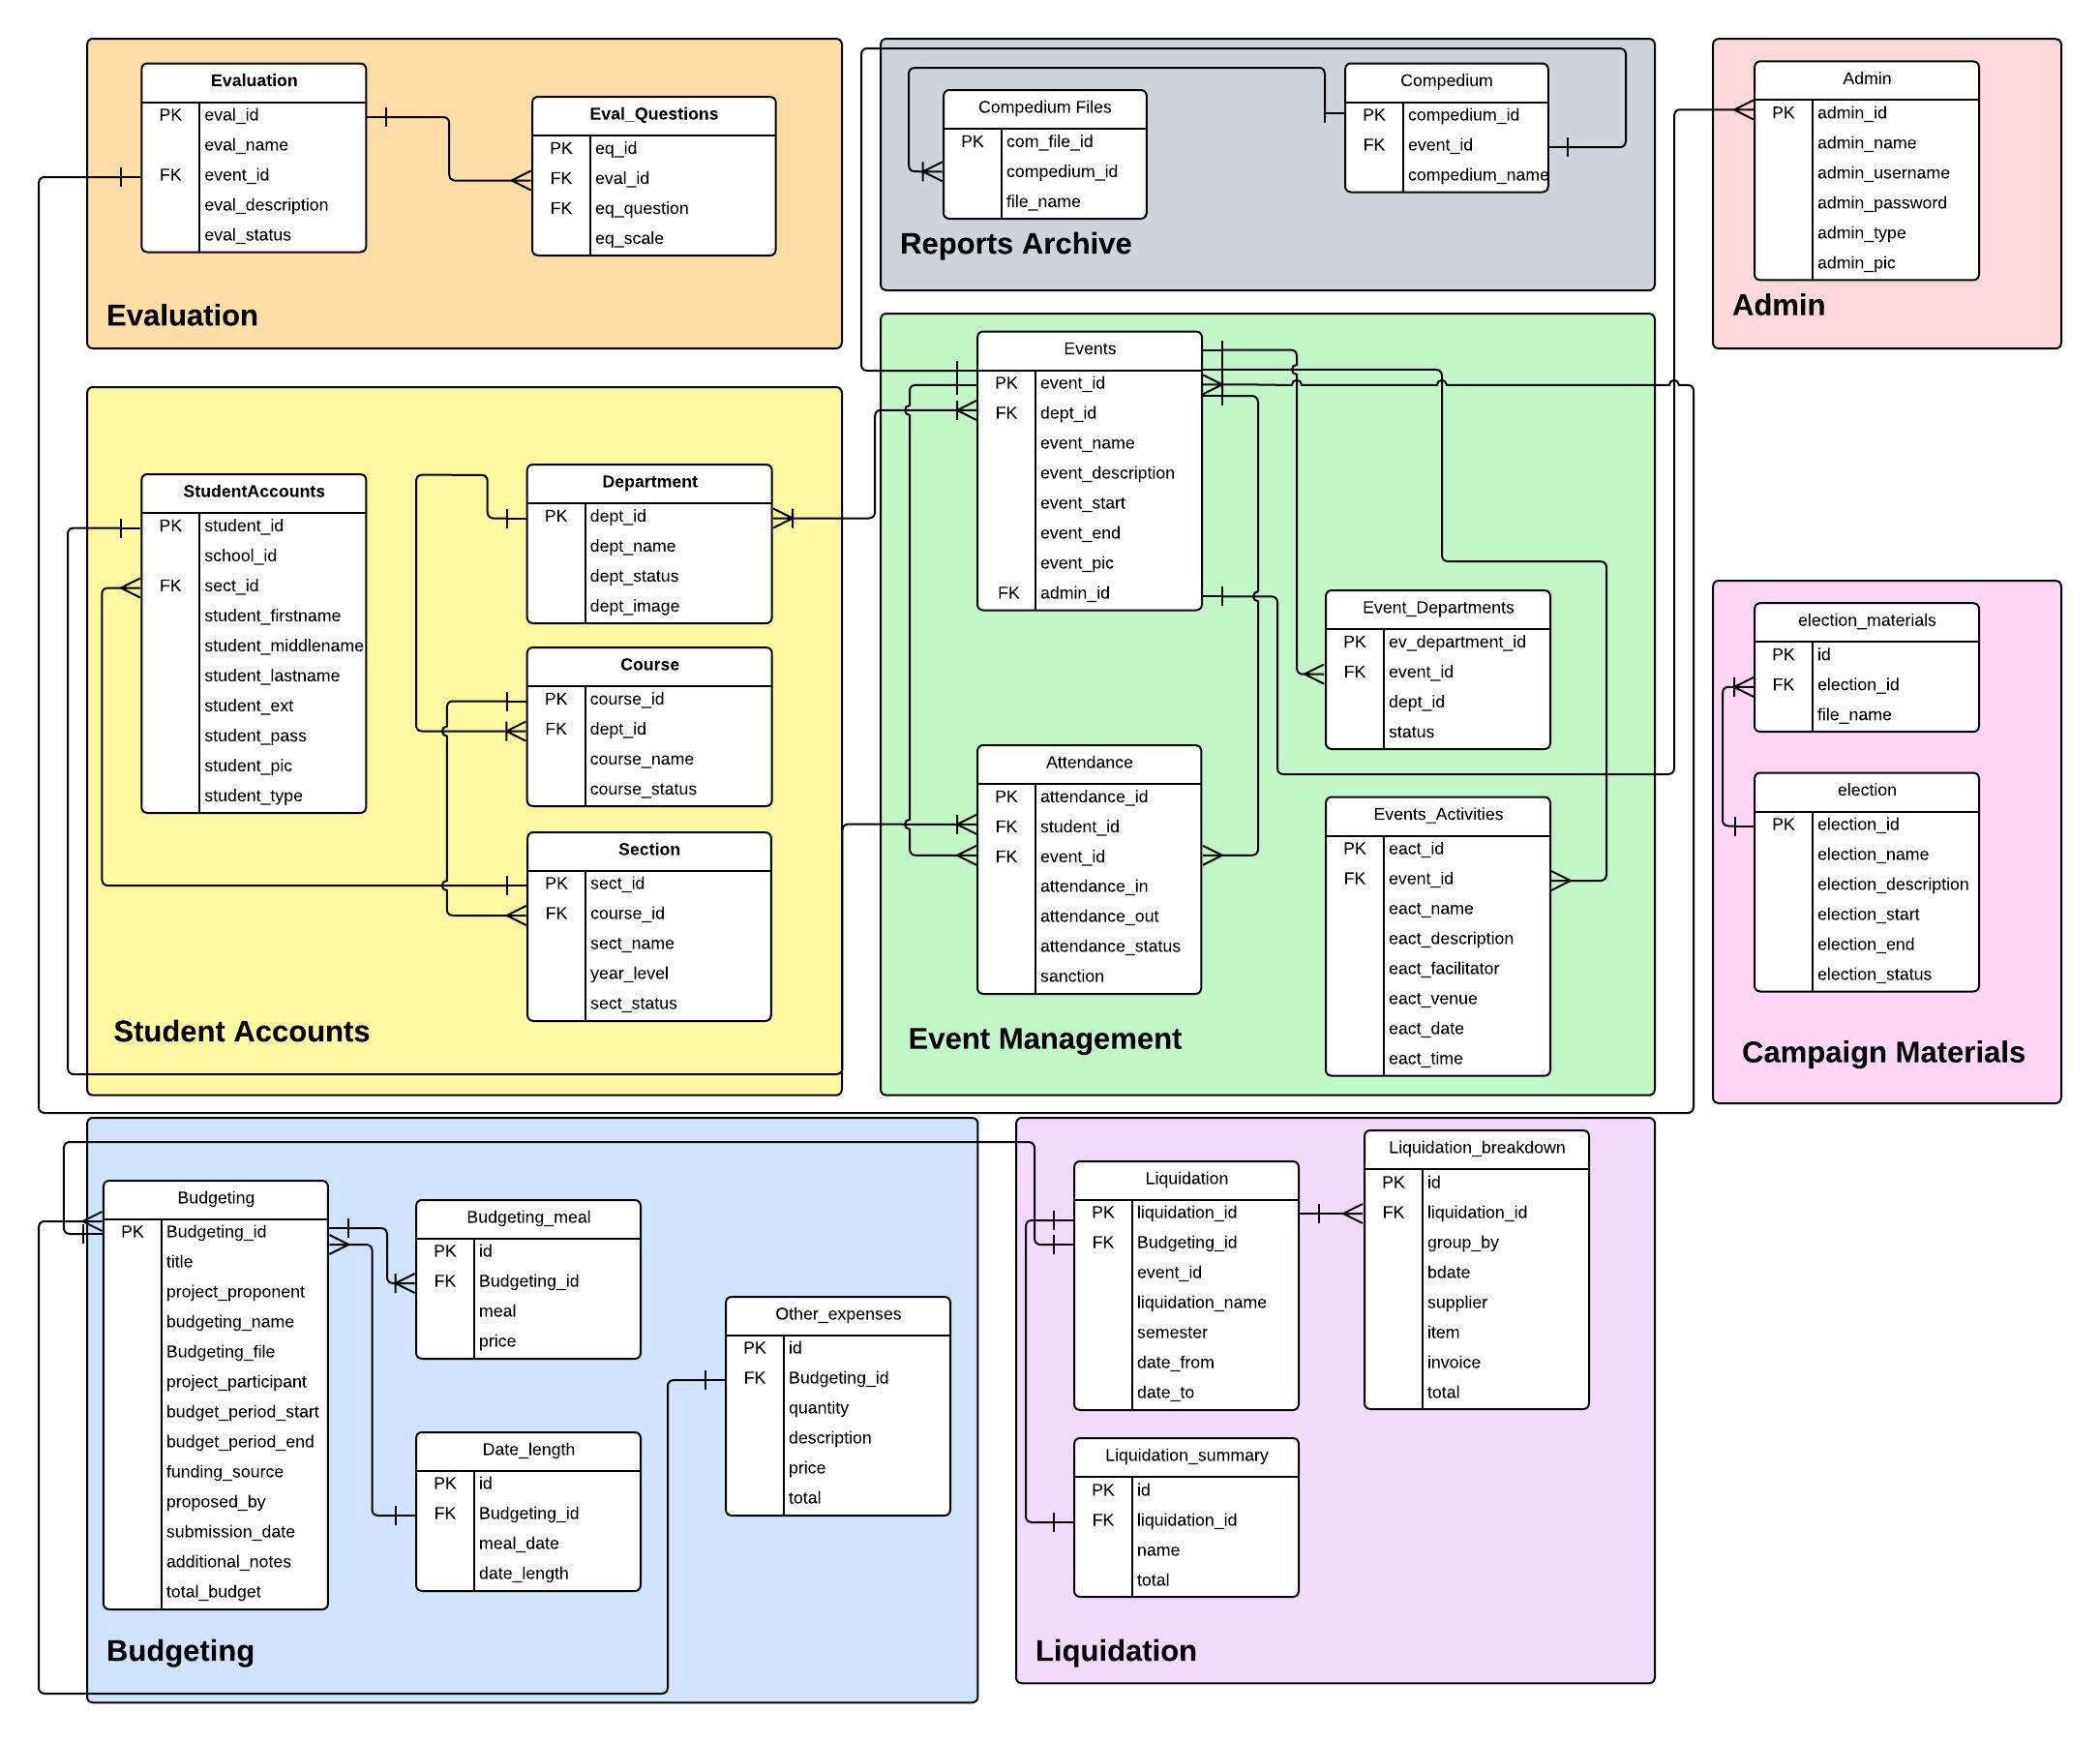 Evaluation
PK eval_id
eval_name
FK event_id
eval_description
eval_status
Eval_Questions
PK eq_id
FK eval_id
FK eq_question
eq_scale
Evaluation
Compedium Files
PK com_file_id
compedium_id
file_name
Compedium
PK compedium_id
FK event_id
compedium_name
Reports Archive
Admin
PK admin_id
admin_name
admin_username
admin_password
admin_type
admin_pic
Admin
StudentAccounts
PK student_id
school_id
FK sect_id
student_firstname
student_middlename
student_lastname
student_ext
student_pass
student_pic
student_type
Department
PK dept_id
dept_name
dept_status
dept_image
Course
PK course_id
FK dept_id
course_name
course_status
Section
PK sect_id
FK course_id
sect_name
year_level
sect_status
Student Accounts
Events
PK event_id
FK dept_id
event_name
event_description
event_start
event_end
event_pic
FK admin_id
Event_Departments
PK ev_department_id
FK event_id
dept_id
status
Attendance
PK attendance_id
FK student_id
FK event_id
attendance_in
attendance_out
attendance_status
sanction
Events_Activities
PK eact_id
FK event_id
eact_name
eact_description
eact_facilitator
eact_venue
eact_date
eact_time
Event Management
election_materials
PK id
FK election_id
file_name
election
PK election_id
election_name
election_description
election_start
election_end
election_status
Campaign Materials
Budgeting
PK Budgeting_id
title
project_proponent
budgeting_name
Budgeting_file
project_participant
budget_period_start
budget_period_end
funding_source
proposed_by
submission_date
additional_notes
total_budget
Budgeting_meal
PK id
FK Budgeting_id
meal
price
Date_length
PK id
FK Budgeting_id
meal_date
date_length
Other_expenses
PK id
FK Budgeting_id
quantity
description
price
total
Budgeting
Liquidation
PK liquidation_id
FK Budgeting_id
event_id
liquidation_name
semester
date_from
date_to
Liquidation_breakdown
PK id
FK liquidation_id
group_by
bdate
supplier
item
invoice
total
Liquidation_summary
PK id
FK liquidation_id
name
total
Liquidation